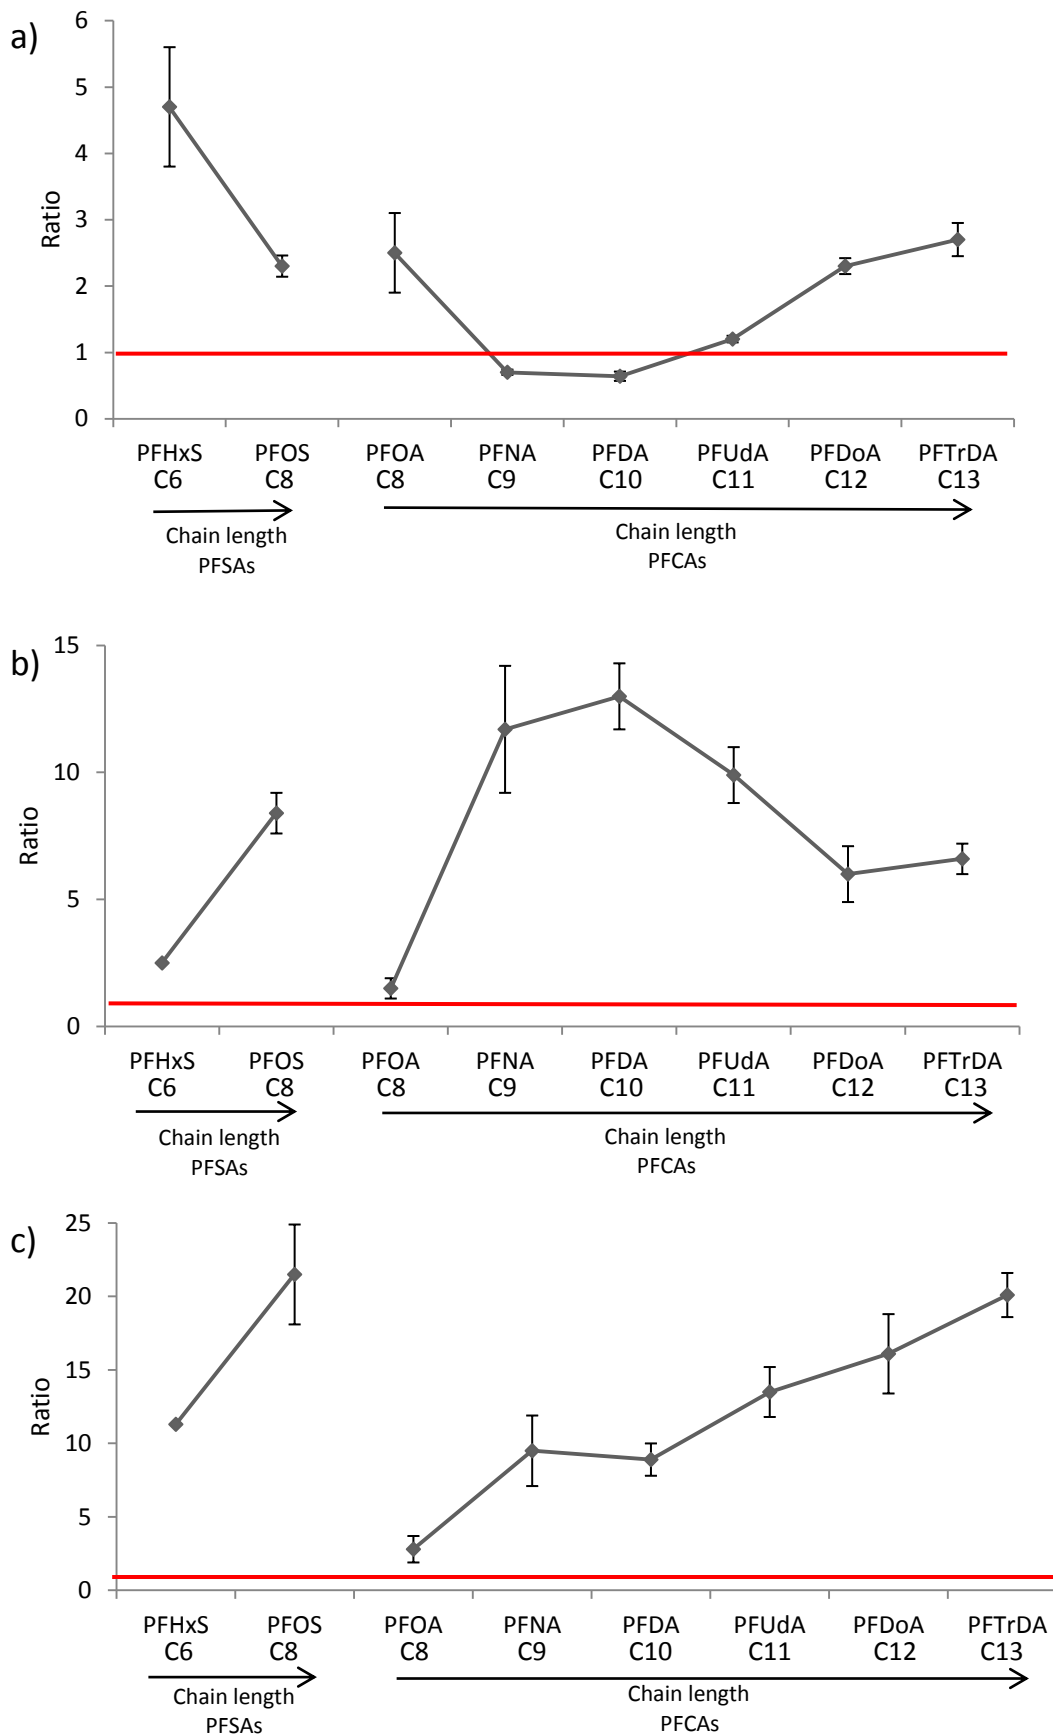 a)
6
5
4
3
2
1
0
Ratio
PFHxS PFOS PFOA PFNA PFDA PFUdA PFDoA PFTrDA
C6 C8 C8 C9 C10 C11 C12 C13
Chain length Chain length
PFSAs PFCAs
b)
15
10
5
0
Ratio
PFHxS PFOS PFOA PFNA PFDA PFUdA PFDoA PFTrDA
C6 C8 C8 C9 C10 C11 C12 C13
Chain length Chain length
PFSAs PFCAs
c)
25
20
15
10
5
0
Ratio
PFHxS PFOS PFOA PFNA PFDA PFUdA PFDoA PFTrDA
C6 C8 C8 C9 C10 C11 C12 C13
Chain length Chain length
PFSAs PFCAs